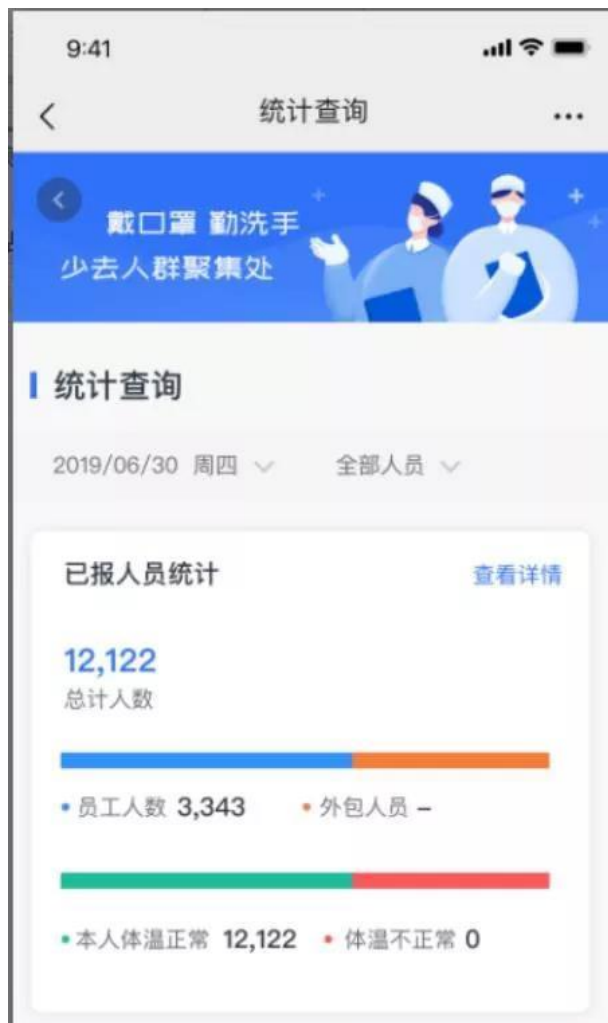 9:41
统计查询
戴口罩 勤洗手
少去人群聚集处
统计查询
2019/06/30 周四 全部人员
已报人员统计 查看详情
12,122
总计人数
员工人数 3,343 外包人员 –
本人体温正常 12,122 体温不正常 0